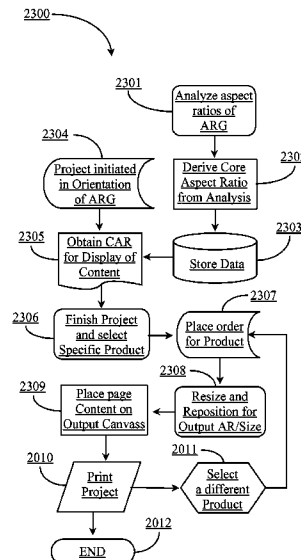 2300
2301
Analyze aspect
ratios of
ARG
2304
Project initiated
in Orientation
of ARG
2302
Derive Core
Aspect Ratio
from Analysis
2305
Obtain CAR
for Display of
Content
2303
Store Data
2306
Finish Project
and select
Specific Product
2307
Place order
for Product
2308
Resize and
Reposition for
Output AR/Size
2309
Place page
Content on
Output Canvass
2010
Print
Project
2011
Select
a different
Product
2012
END